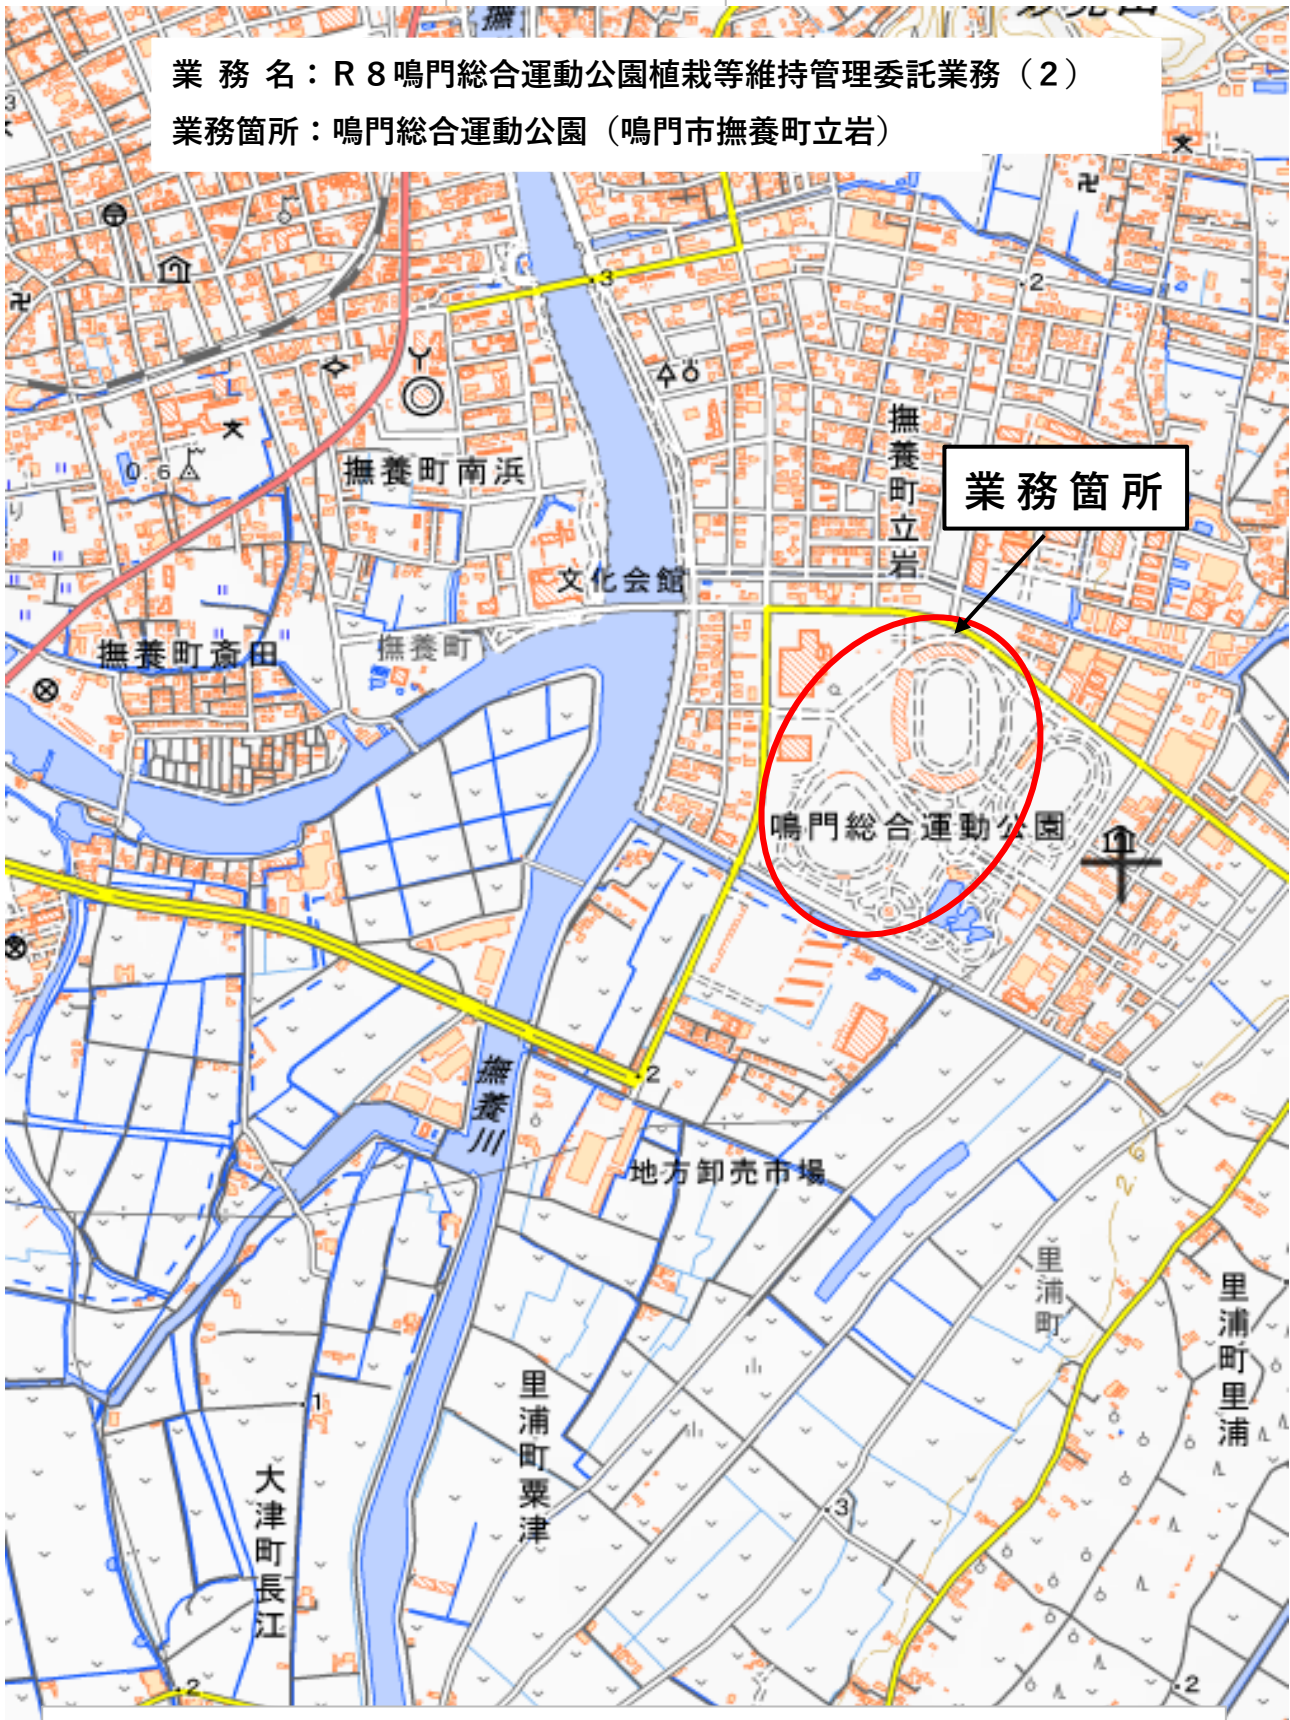 業 務 名：Ｒ８鳴門総合運動公園植栽等維持管理委託業務（２）
業務箇所：鳴門総合運動公園（鳴門市撫養町立岩）
撫
3
2
撫養町立岩
業務箇所
0.6
撫養町南浜
文化会館
撫養町斎田
撫養町
鳴門総合運動公園
2
撫養川
地方卸売市場
2.6
里浦町
里浦町里浦
1
里浦町粟津
大津町長江
3
2
2